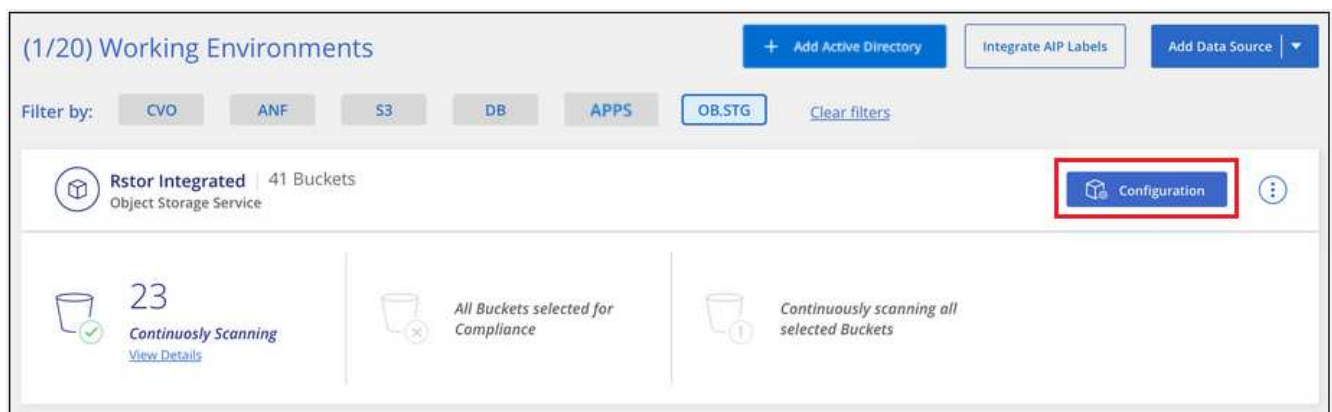 (1/20) Working Environments
+ Add Active Directory
Integrate AIP Labels
Add Data Source
Filter by:
CVO
ANF
S3
DB
APPS
OB.STG
Clear filters
Rstor Integrated | 41 Buckets
Object Storage Service
Configuration
23
Continuosly Scanning
View Details
All Buckets selected for
Compliance
Continuously scanning all
selected Buckets